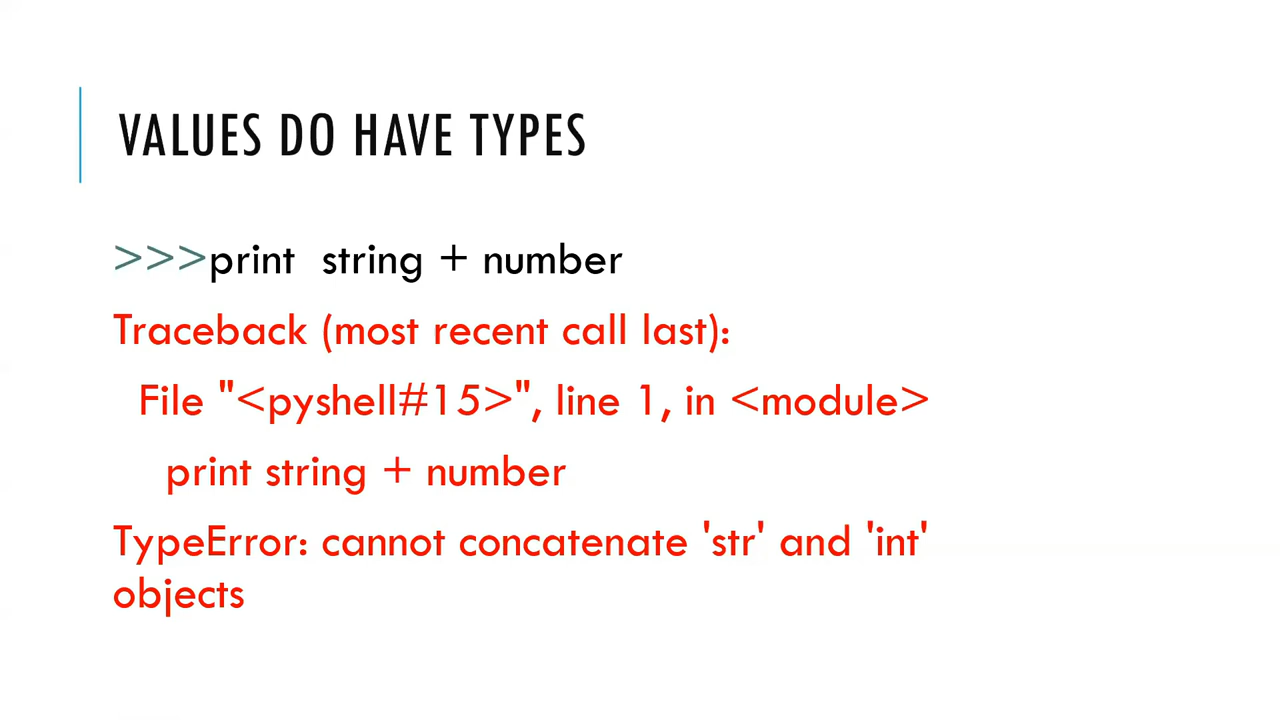 VALUES DO HAVE TYPES
>>>print  string + number
Traceback (most recent call last):
File "<pyshell#15>", line 1, in <module>
print string + number
TypeError: cannot concatenate 'str' and 'int'
objects